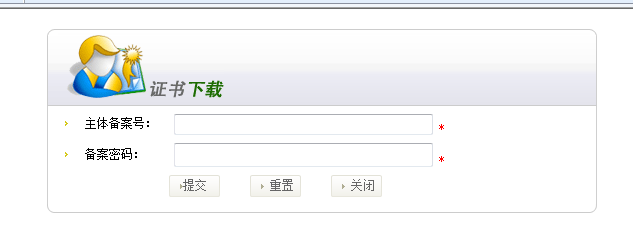 证书下载
主体备案号： *
备案密码： *
提交 重置 关闭